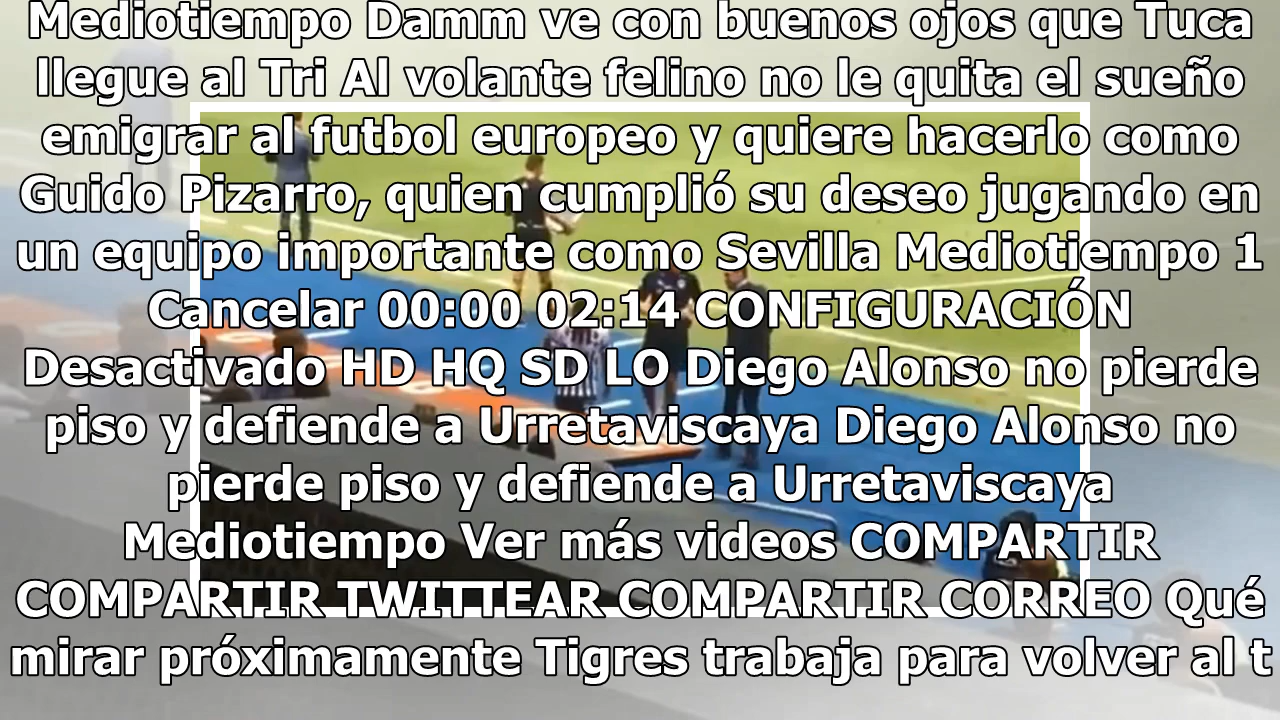 Mediotiempo Damm ve con buenos ojos que Tuca
llegue al Tri Al volante felino no le quita el sueño
emigrar al futbol europeo y quiere hacerlo como
Guido Pizarro, quien cumplió su deseo jugando en
un equipo importante como Sevilla Mediotiempo 1
Cancelar 00:00 02:14 CONFIGURACIÓN
Desactivado HD HQ SD LO Diego Alonso no pierde
piso y defiende a Urretaviscaya Diego Alonso no
pierde piso y defiende a Urretaviscaya
Mediotiempo Ver más videos COMPARTIR
COMPARTIR TWITTEAR COMPARTIR CORREO Qué
mirar próximamente Tigres trabaja para volver al t